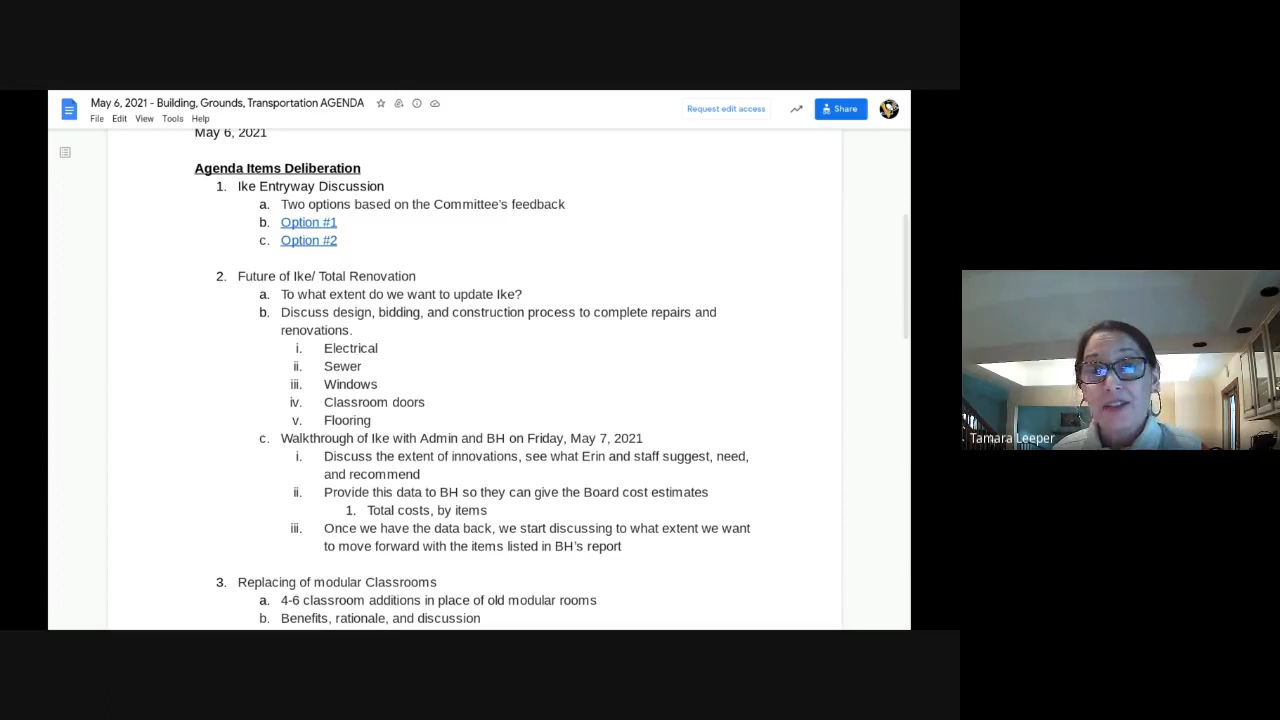 May 6, 2021 - Building, Grounds, Transportation AGENDA
File Edit View Tools Help
Request edit access
Share
May 6, 2021
Agenda Items Deliberation
1. Ike Entryway Discussion
a. Two options based on the Committee's feedback
b. Option #1
c. Option #2
2. Future of Ike/ Total Renovation
a. To what extent do we want to update Ike?
b. Discuss design, bidding, and construction process to complete repairs and
renovations.
i. Electrical
ii. Sewer
iii. Windows
iv. Classroom doors
v. Flooring
c. Walkthrough of Ike with Admin and BH on Friday, May 7, 2021
i. Discuss the extent of innovations, see what Erin and staff suggest, need,
and recommend
ii. Provide this data to BH so they can give the Board cost estimates
1. Total costs, by items
iii. Once we have the data back, we start discussing to what extent we want
to move forward with the items listed in BH's report
3. Replacing of modular Classrooms
a. 4-6 classroom additions in place of old modular rooms
b. Benefits, rationale, and discussion
Tamara Leeper